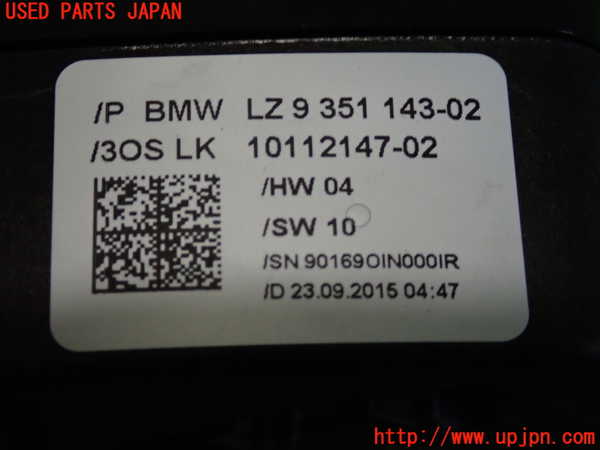 USED PARTS JAPAN
/P BMW LZ 9 351 143-02
/3OS LK 10112147-02
/HW 04
/SW 10
/SN 90169OIN000IR
/D 23.09.2015 04:47
http://www.upjpn.com/